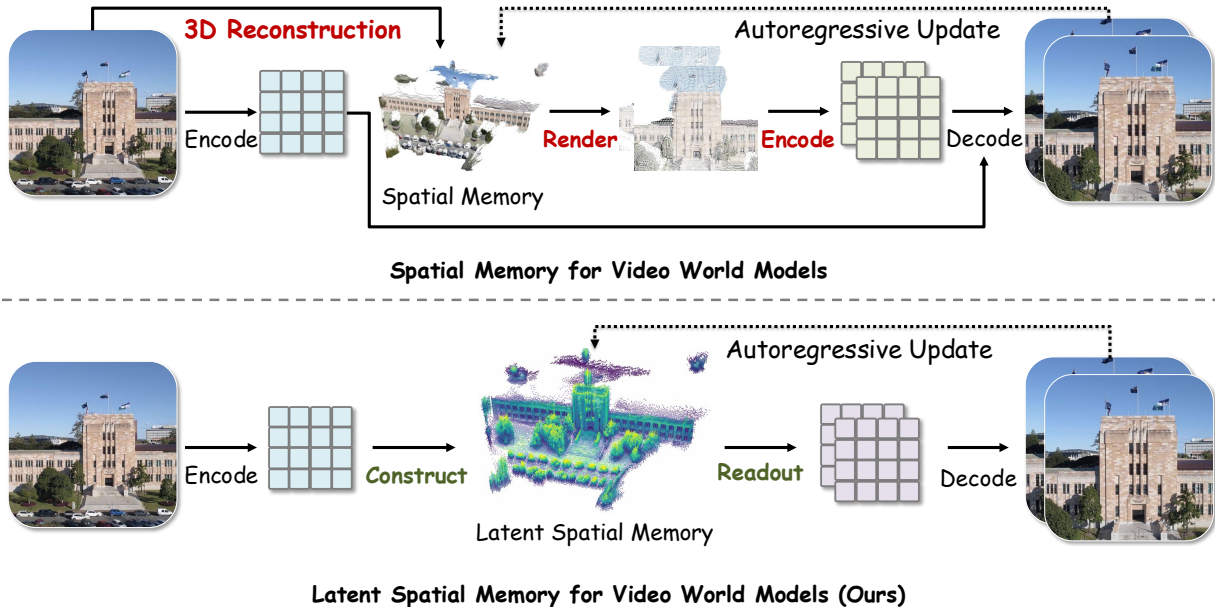 3D Reconstruction
Autoregressive Update
Encode
Render
Encode
Decode
Spatial Memory
Spatial Memory for Video World Models
Autoregressive Update
Encode
Construct
Readout
Decode
Latent Spatial Memory
Latent Spatial Memory for Video World Models (Ours)